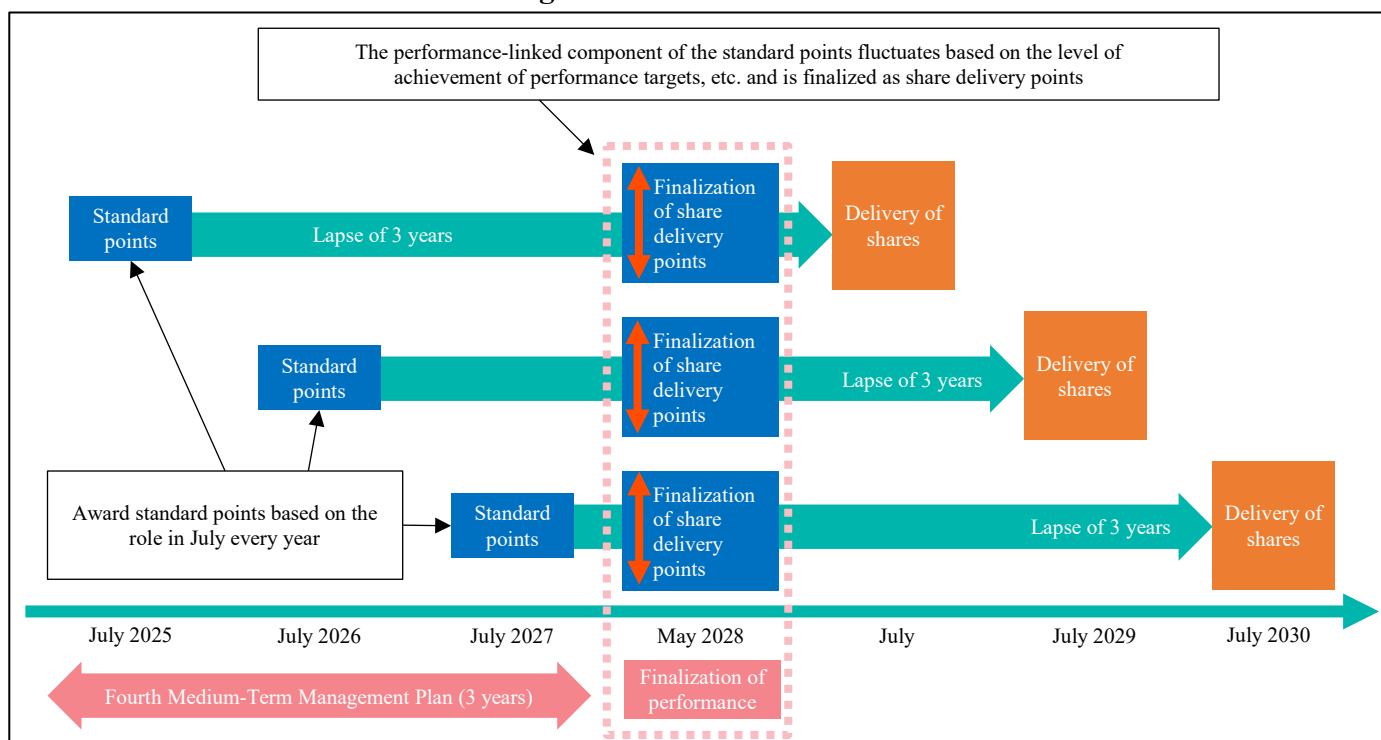 The performance-linked component of the standard points fluctuates based on the level of
achievement of performance targets, etc. and is finalized as share delivery points
Standard
points
Lapse of 3 years
Finalization
of share
delivery
points
Delivery of
shares
Standard
points
Finalization
of share
delivery
points
Lapse of 3 years
Delivery of
shares
Award standard points based on the
role in July every year
Standard
points
Finalization
of share
delivery
points
Lapse of 3 years
Delivery of
shares
July 2025
July 2026
July 2027
May 2028
July
July 2029
July 2030
Fourth Medium-Term Management Plan (3 years)
Finalization of
performance